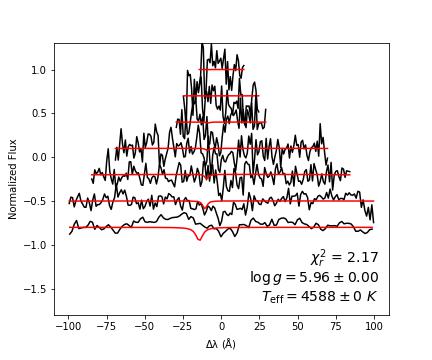 1.0
0.5
0.0
−0.5
−1.0
−1.5
Normalized Flux
χ²ᵣ = 2.17
log g = 5.96 ± 0.00
T_eff = 4588 ± 0 K
−100 −75 −50 −25 0 25 50 75 100
Δλ (Å)